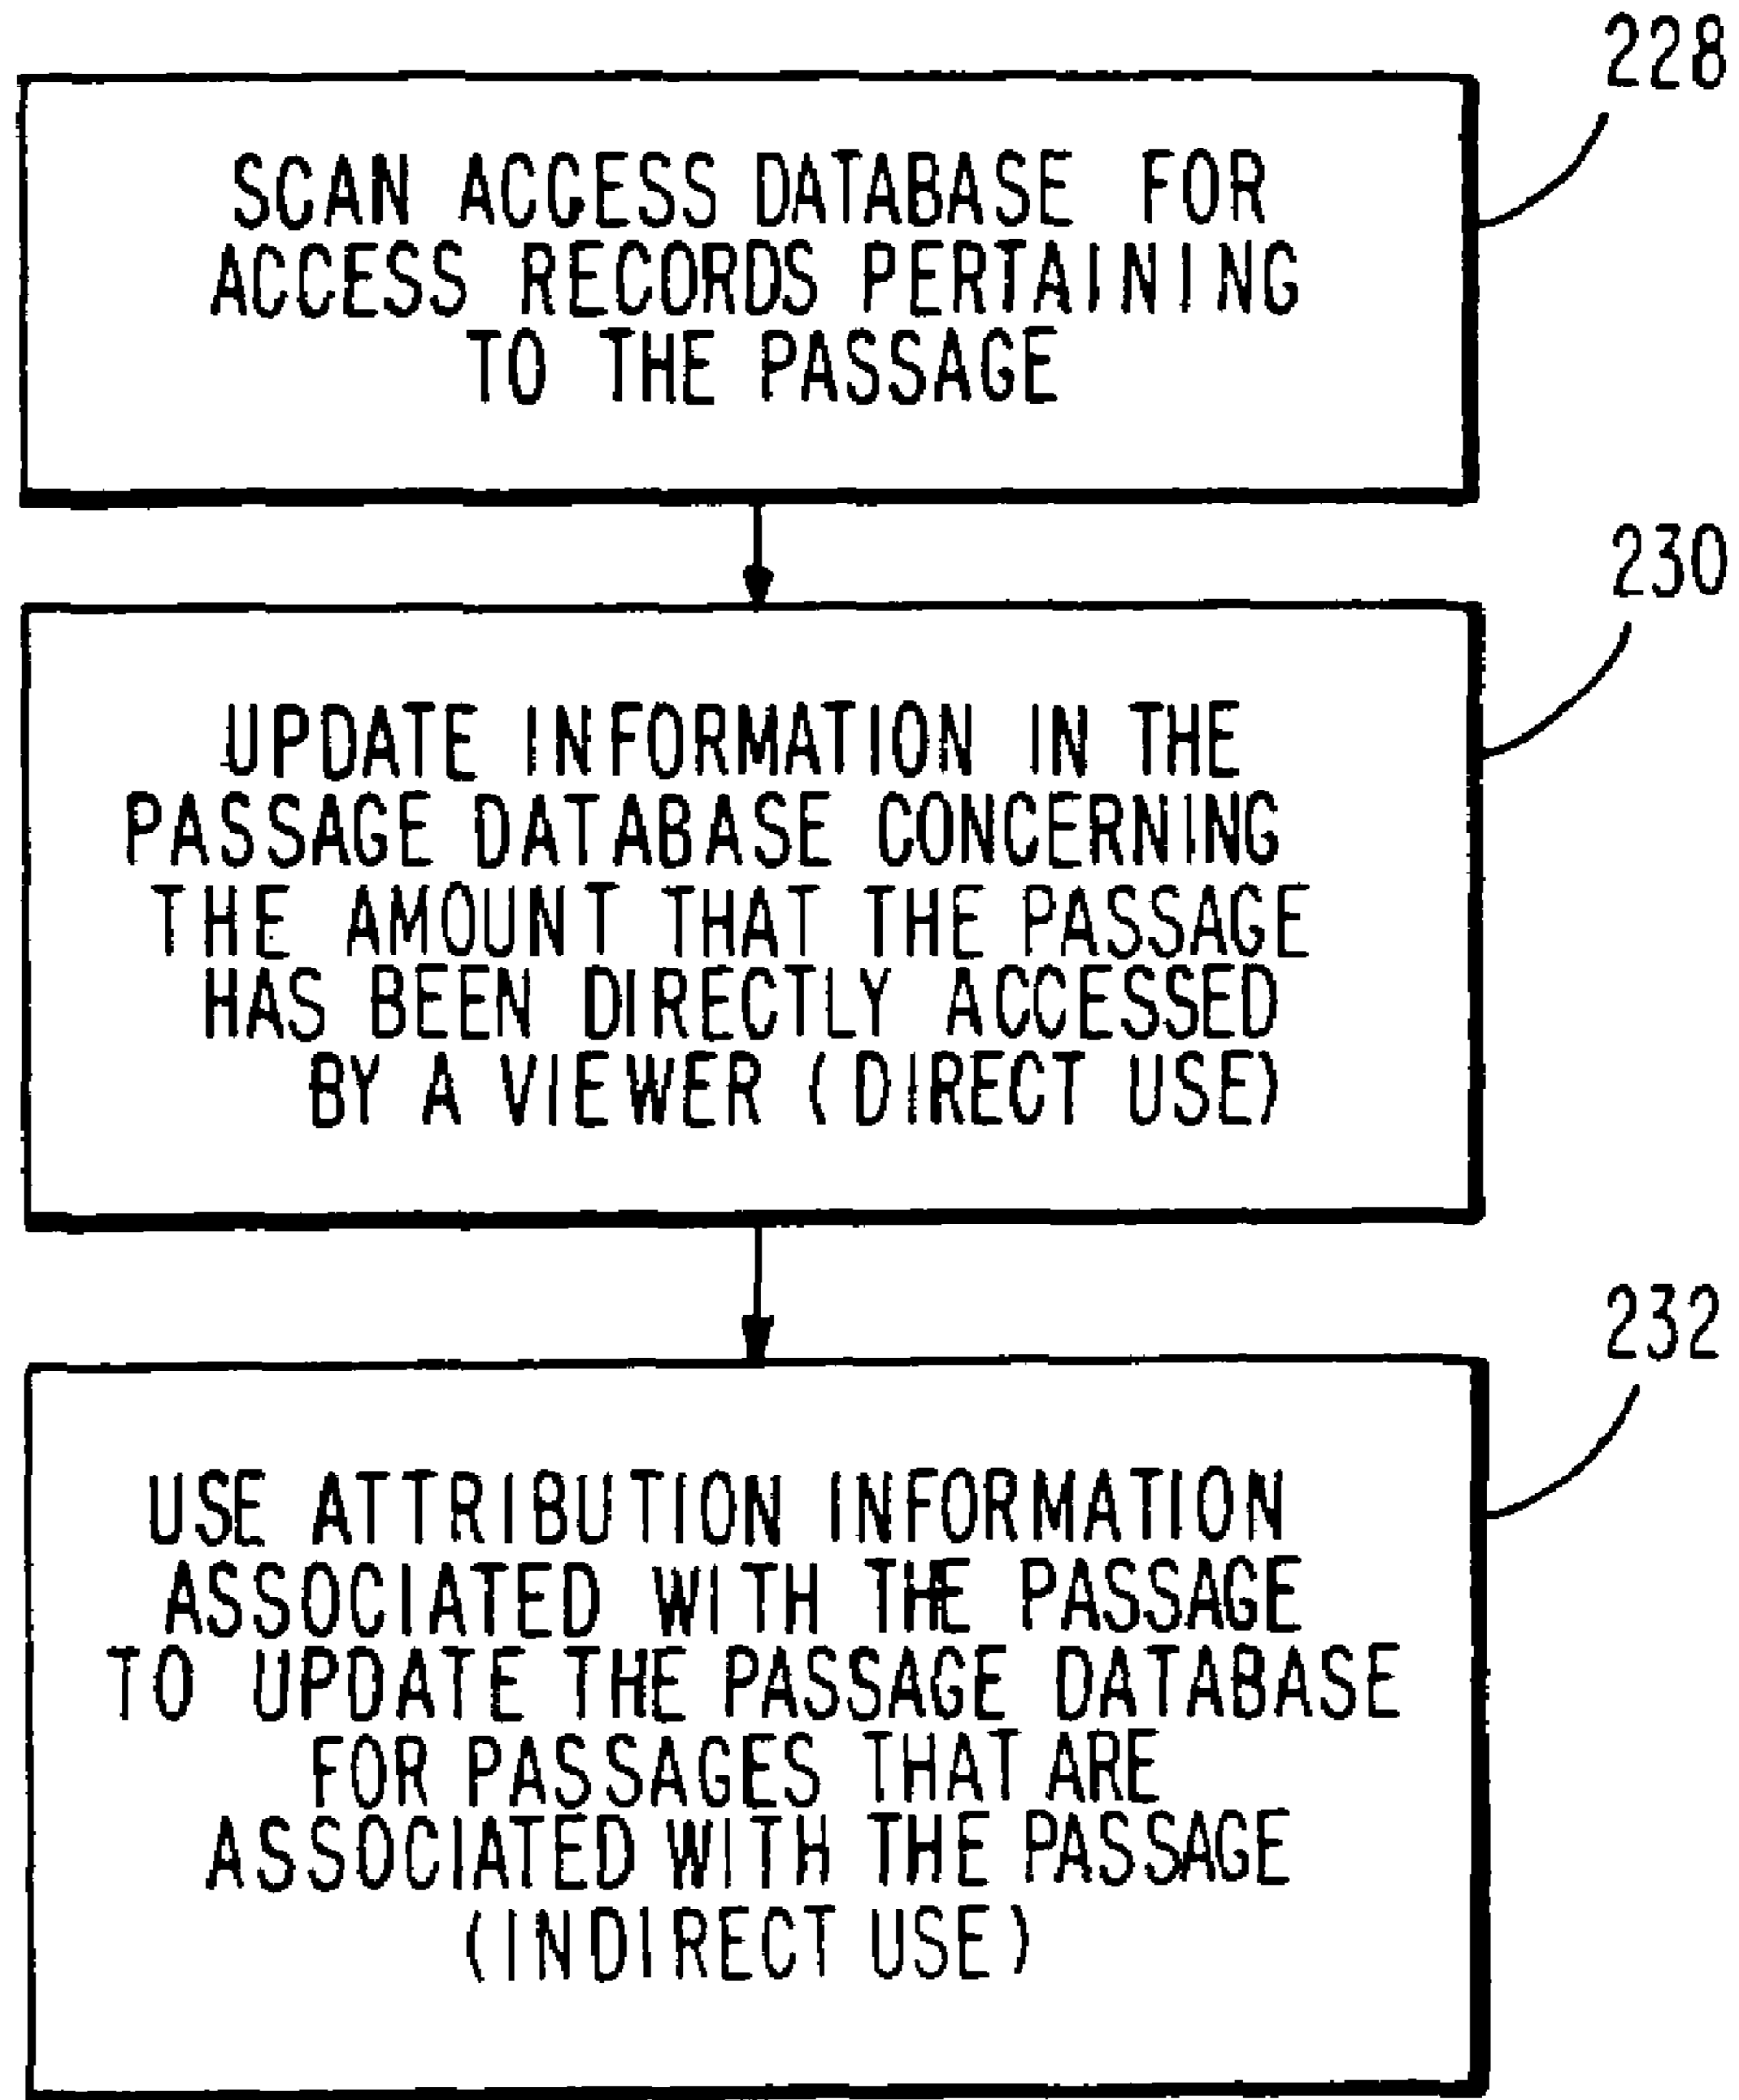 228
SCAN ACCESS DATABASE FOR
ACCESS RECORDS PERTAINING
TO THE PASSAGE
230
UPDATE INFORMATION IN THE
PASSAGE DATABASE CONCERNING
THE AMOUNT THAT THE PASSAGE
HAS BEEN DIRECTLY ACCESSED
BY A VIEWER (DIRECT USE)
232
USE ATTRIBUTION INFORMATION
ASSOCIATED WITH THE PASSAGE
TO UPDATE THE PASSAGE DATABASE
FOR PASSAGES THAT ARE
ASSOCIATED WITH THE PASSAGE
(INDIRECT USE)